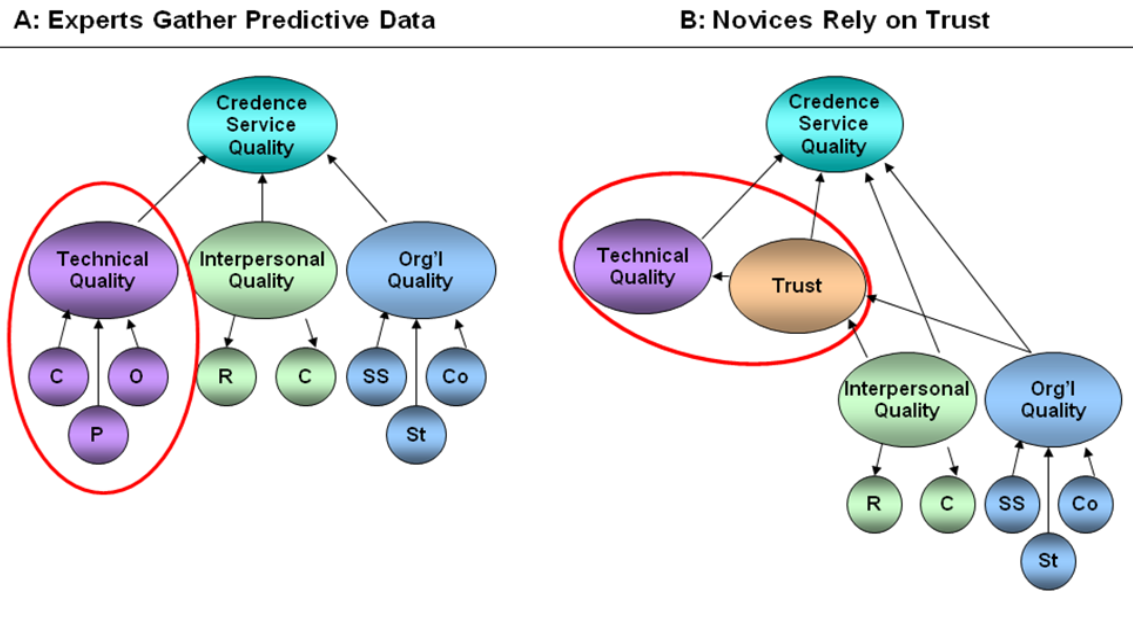 A: Experts Gather Predictive Data
B: Novices Rely on Trust
Credence
Service
Quality
Technical
Quality
Interpersonal
Quality
Org'l
Quality
C
O
P
R
C
SS
Co
St
Credence
Service
Quality
Technical
Quality
Trust
Interpersonal
Quality
Org'l
Quality
R
C
SS
Co
St